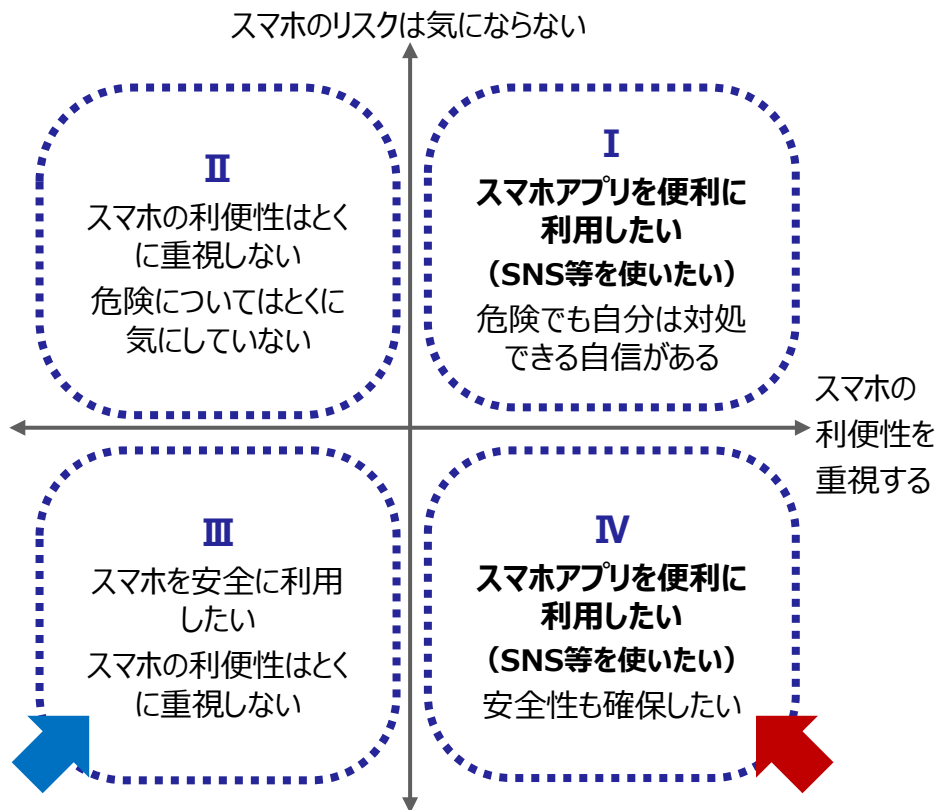 スマホのリスクは気にならない
Ⅱ
スマホの利便性はとく
に重視しない
危険についてはとくに
気にしていない
Ⅰ
スマホアプリを便利に
利用したい
（SNS等を使いたい）
危険でも自分は対処
できる自信がある
スマホの
利便性を
重視する
Ⅲ
スマホを安全に利用
したい
スマホの利便性はとく
に重視しない
Ⅳ
スマホアプリを便利に
利用したい
（SNS等を使いたい）
安全性も確保したい